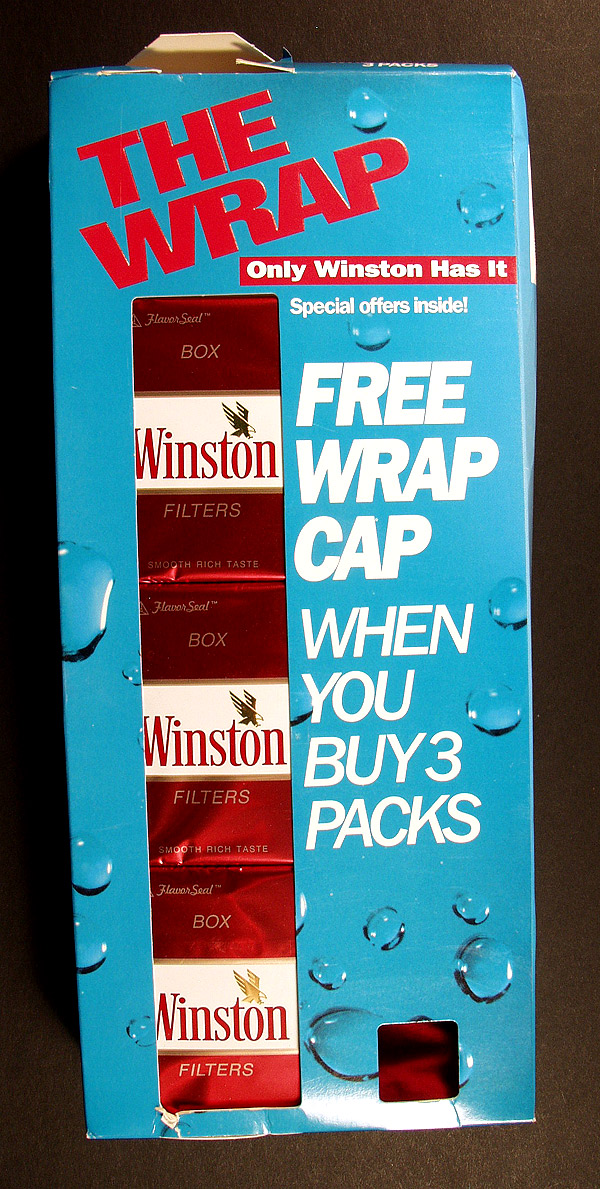 3 PACKS
THE
WRAP
Only Winston Has It
Special offers inside!
FREE
WRAP
CAP
WHEN
YOU
BUY 3
PACKS
FlavorSeal™
BOX
Winston
FILTERS
SMOOTH RICH TASTE
FlavorSeal™
BOX
Winston
FILTERS
SMOOTH RICH TASTE
FlavorSeal™
BOX
Winston
FILTERS